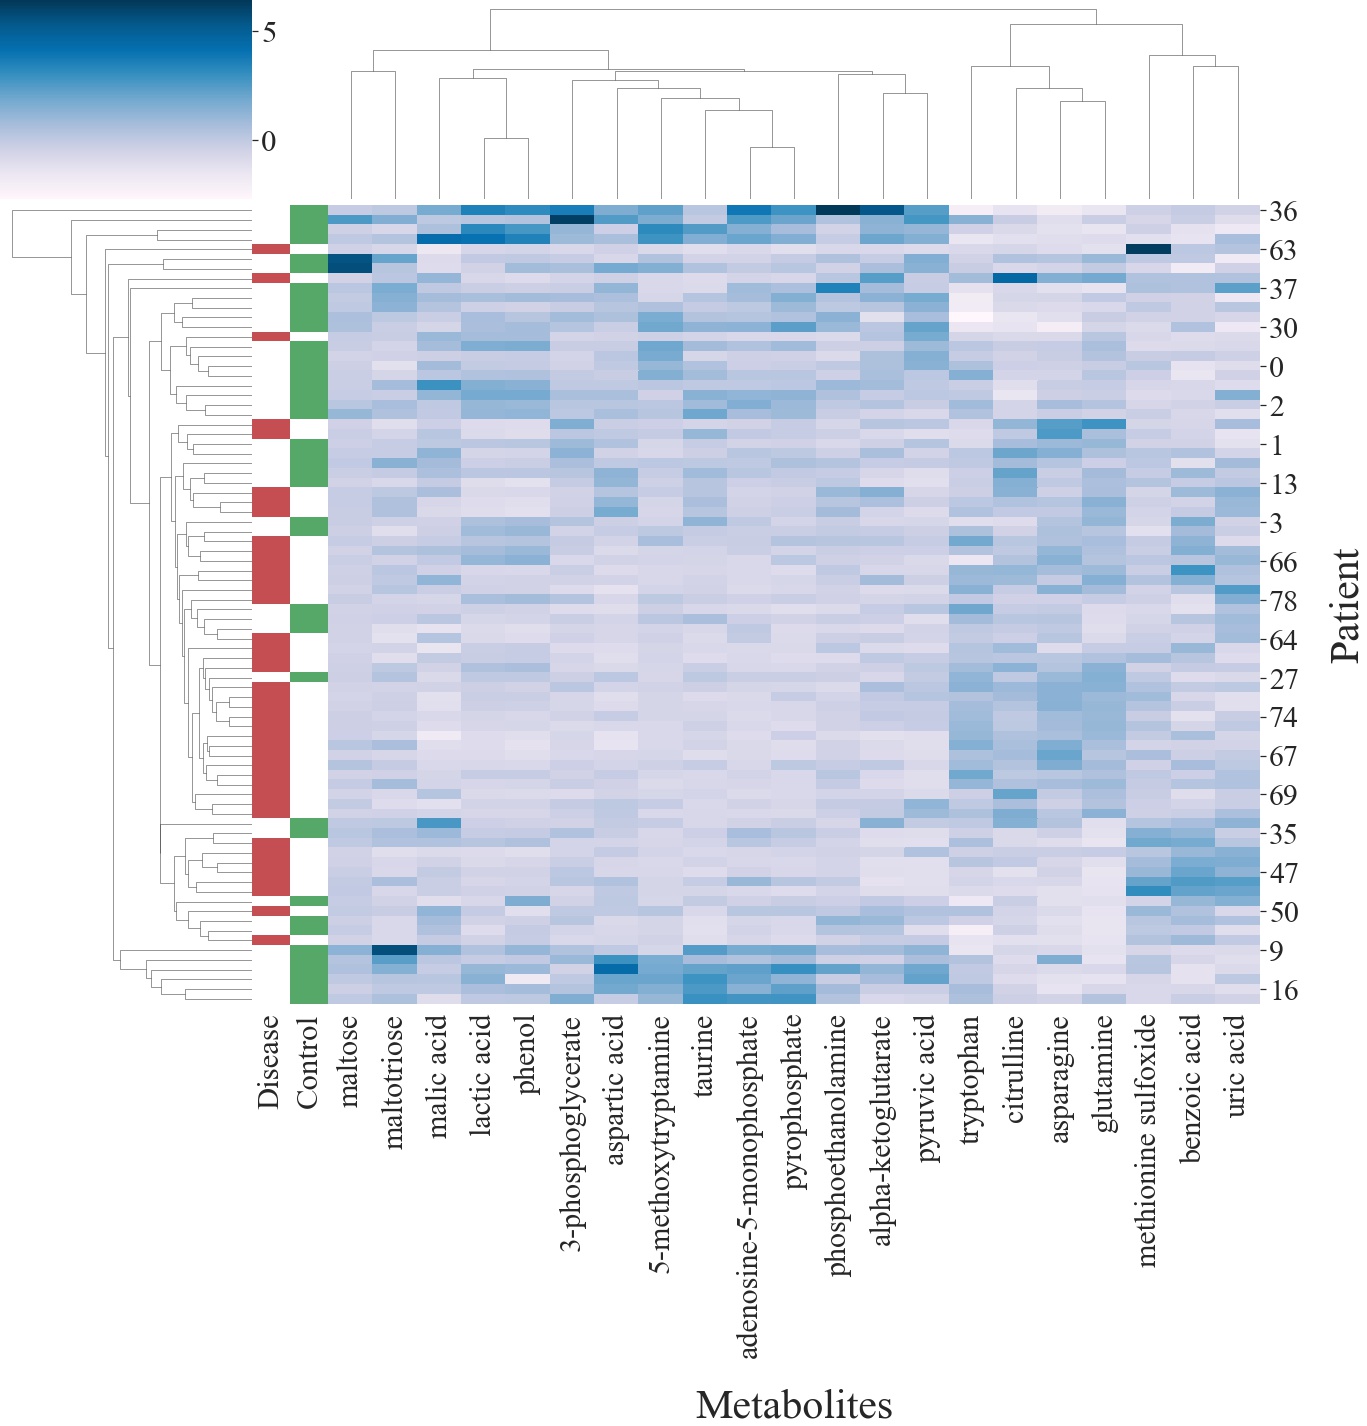 5
0
36
63
37
30
0
2
1
13
3
66
78
64
27
74
67
69
35
47
50
9
16
Patient
Disease
Control
maltose
maltotriose
malic acid
lactic acid
phenol
3-phosphoglycerate
aspartic acid
5-methoxytryptamine
taurine
adenosine-5-monophosphate
pyrophosphate
phosphoethanolamine
alpha-ketoglutarate
pyruvic acid
tryptophan
citrulline
asparagine
glutamine
methionine sulfoxide
benzoic acid
uric acid
Metabolites